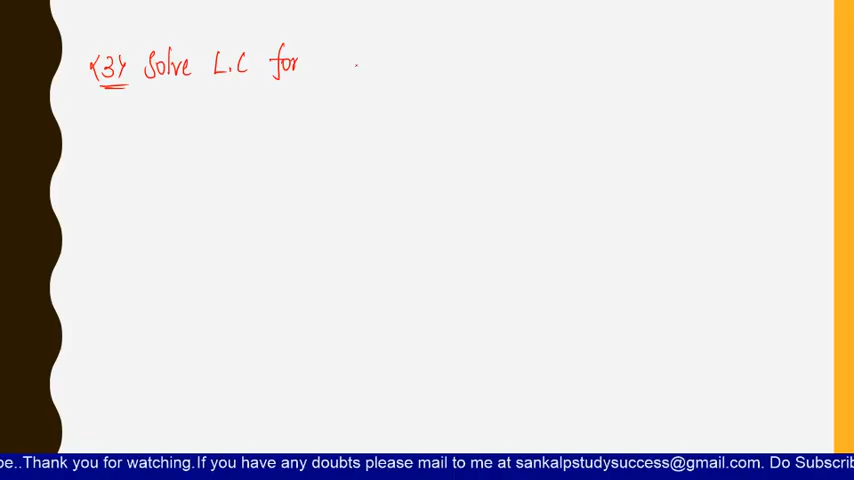 <3> Solve L.C for
be..Thank you for watching.If you have any doubts please mail to me at sankalpstudysuccess@gmail.com. Do Subscrib